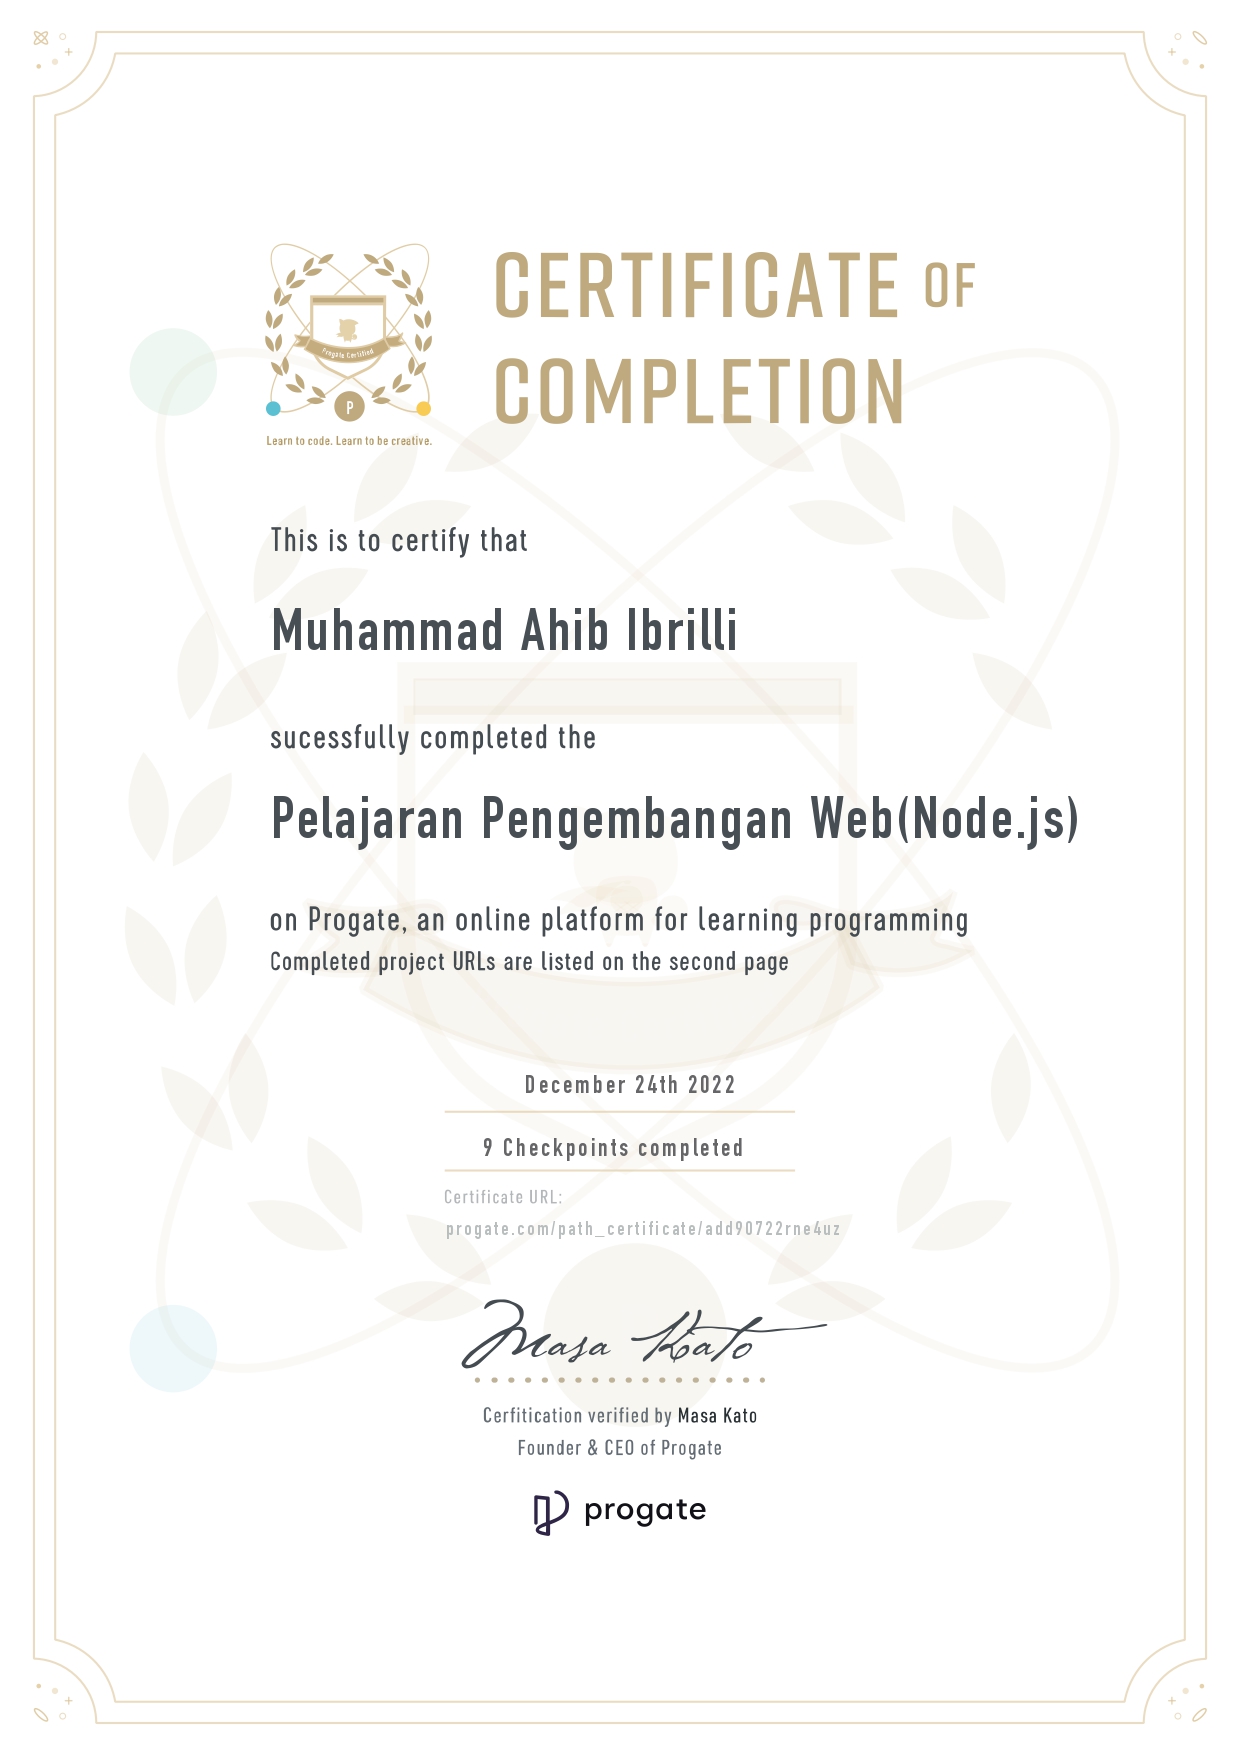 CERTIFICATE OF
COMPLETION
Progate Certified
P
Learn to code. Learn to be creative.
This is to certify that
Muhammad Ahib Ibrilli
sucessfully completed the
Pelajaran Pengembangan Web(Node.js)
on Progate, an online platform for learning programming
Completed project URLs are listed on the second page
December 24th 2022
9 Checkpoints completed
Certificate URL:
progate.com/path_certificate/add90722rne4uz
Masa Kato
Cerfitication verified by Masa Kato
Founder & CEO of Progate
progate